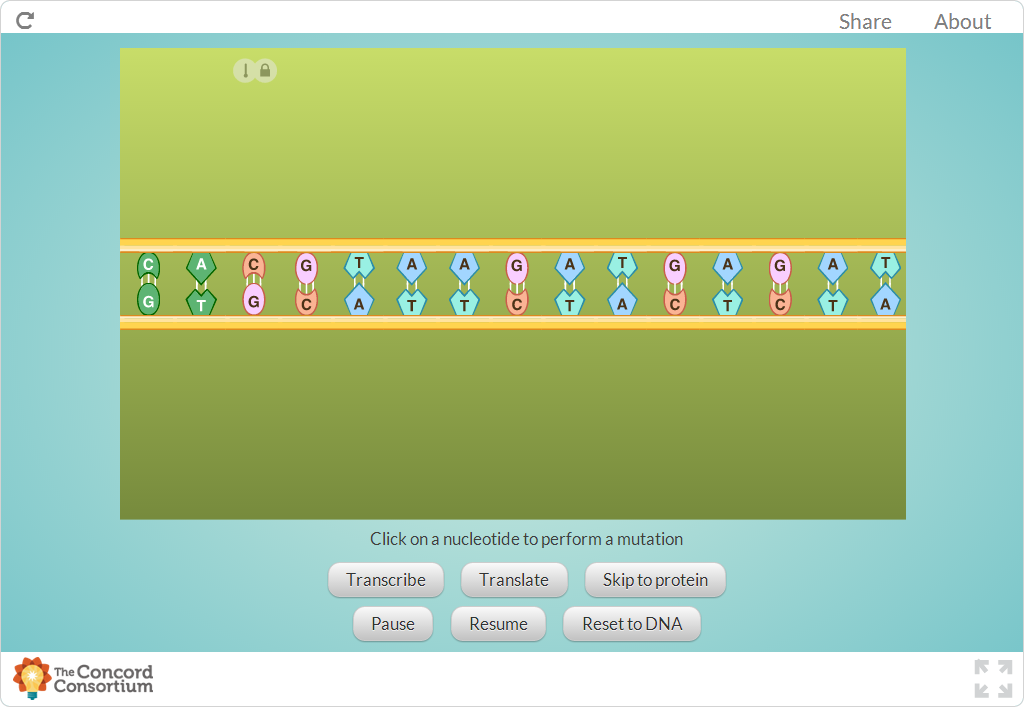 Share About
C A C G T A A G A T G A G A T
G T G C A T T C T A C T C T A
Click on a nucleotide to perform a mutation
Transcribe Translate Skip to protein
Pause Resume Reset to DNA
The Concord
Consortium